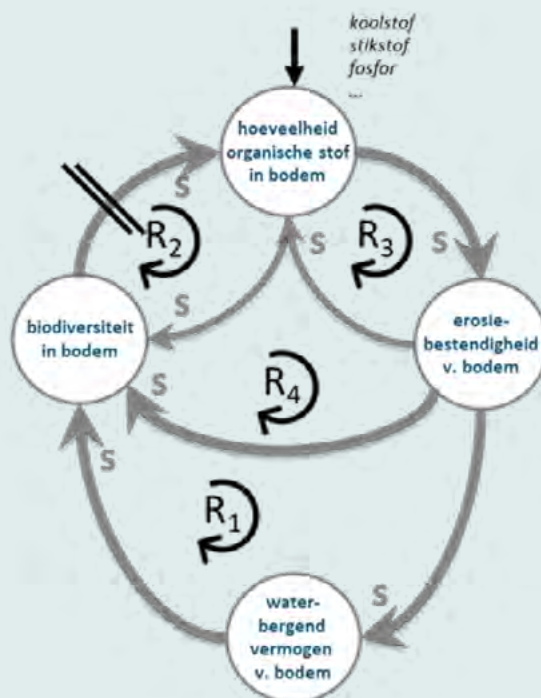 koolstof
stikstof
fosfor
...
hoeveelheid
organische stof
in bodem
S
R2
S
R3
S
S
biodiversiteit
in bodem
erosie-
bestendigheid
v. bodem
S
R4
S
R1
S
water-
bergend
vermogen
v. bodem